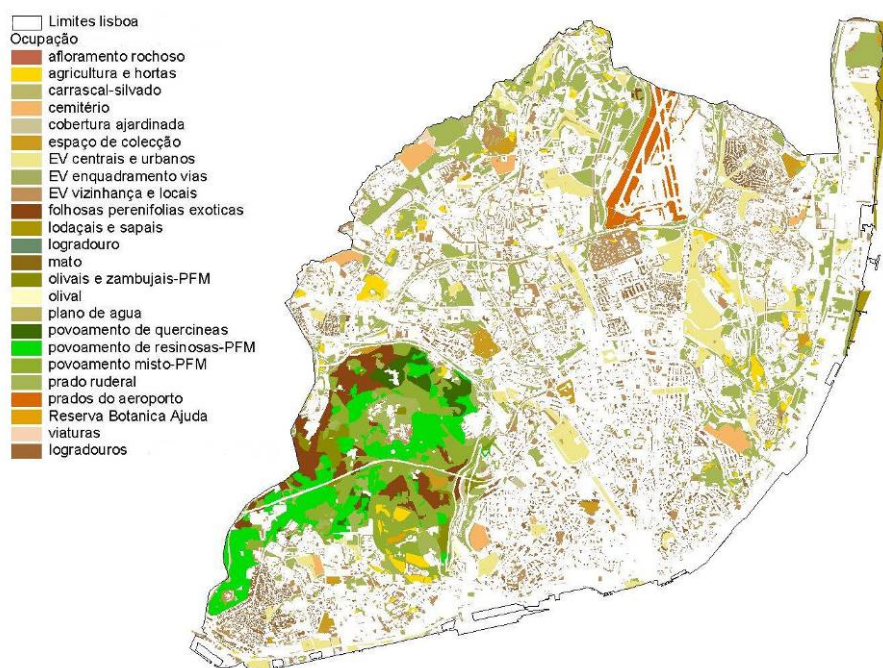 Limites lisboa
Ocupação
afloramento rochoso
agricultura e hortas
carrascal-silvado
cemitério
cobertura ajardinada
espaço de colecção
EV centrais e urbanos
EV enquadramento vias
EV vizinhança e locais
folhosas perenifolias exoticas
lodaçais e sapais
logradouro
mato
olivais e zambujais-PFM
olival
plano de agua
povoamento de quercineas
povoamento de resinosas-PFM
povoamento misto-PFM
prado ruderal
prados do aeroporto
Reserva Botanica Ajuda
viaturas
logradouros